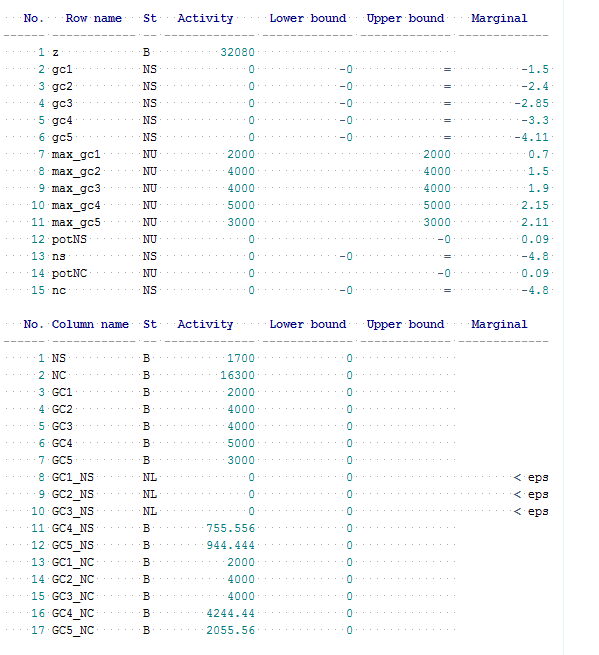 No. Row name St Activity Lower bound Upper bound Marginal
1 z B 32080
2 gc1 NS 0 -0 = -1.5
3 gc2 NS 0 -0 = -2.4
4 gc3 NS 0 -0 = -2.85
5 gc4 NS 0 -0 = -3.3
6 gc5 NS 0 -0 = -4.11
7 max_gc1 NU 2000 2000 0.7
8 max_gc2 NU 4000 4000 1.5
9 max_gc3 NU 4000 4000 1.9
10 max_gc4 NU 5000 5000 2.15
11 max_gc5 NU 3000 3000 2.11
12 potNS NU 0 -0 0.09
13 ns NS 0 -0 = -4.8
14 potNC NU 0 -0 0.09
15 nc NS 0 -0 = -4.8
No. Column name St Activity Lower bound Upper bound Marginal
1 NS B 1700 0
2 NC B 16300 0
3 GC1 B 2000 0
4 GC2 B 4000 0
5 GC3 B 4000 0
6 GC4 B 5000 0
7 GC5 B 3000 0
8 GC1_NS NL 0 0 < eps
9 GC2_NS NL 0 0 < eps
10 GC3_NS NL 0 0 < eps
11 GC4_NS B 755.556 0
12 GC5_NS B 944.444 0
13 GC1_NC B 2000 0
14 GC2_NC B 4000 0
15 GC3_NC B 4000 0
16 GC4_NC B 4244.44 0
17 GC5_NC B 2055.56 0